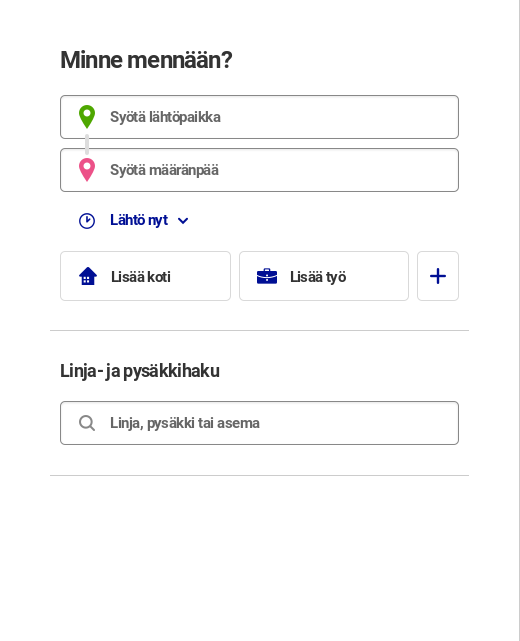 Minne mennään?
Syötä lähtöpaikka
Syötä määränpää
Lähtö nyt
Lisää koti
Lisää työ
Linja- ja pysäkkihaku
Linja, pysäkki tai asema